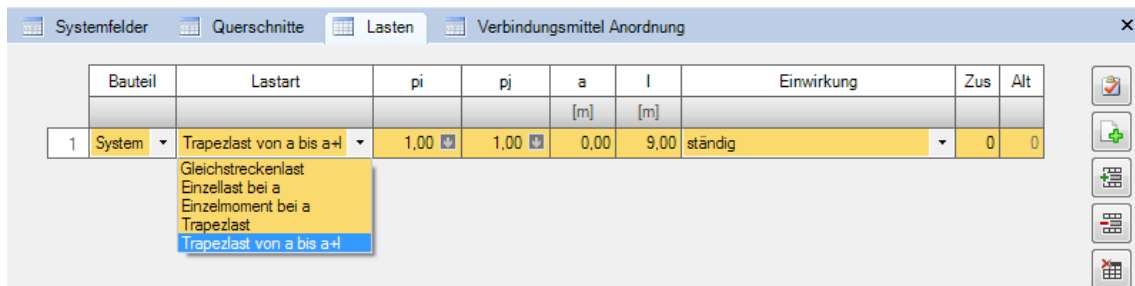 Systemfelder Querschnitte Lasten Verbindungsmittel Anordnung
Bauteil Lastart pi pj a l Einwirkung Zus Alt
[m] [m]
1 System Trapezlast von a bis a+l 1,00 1,00 0,00 9,00 ständig 0 0
Gleichstreckenlast
Einzellast bei a
Einzelmoment bei a
Trapezlast
Trapezlast von a bis a+l